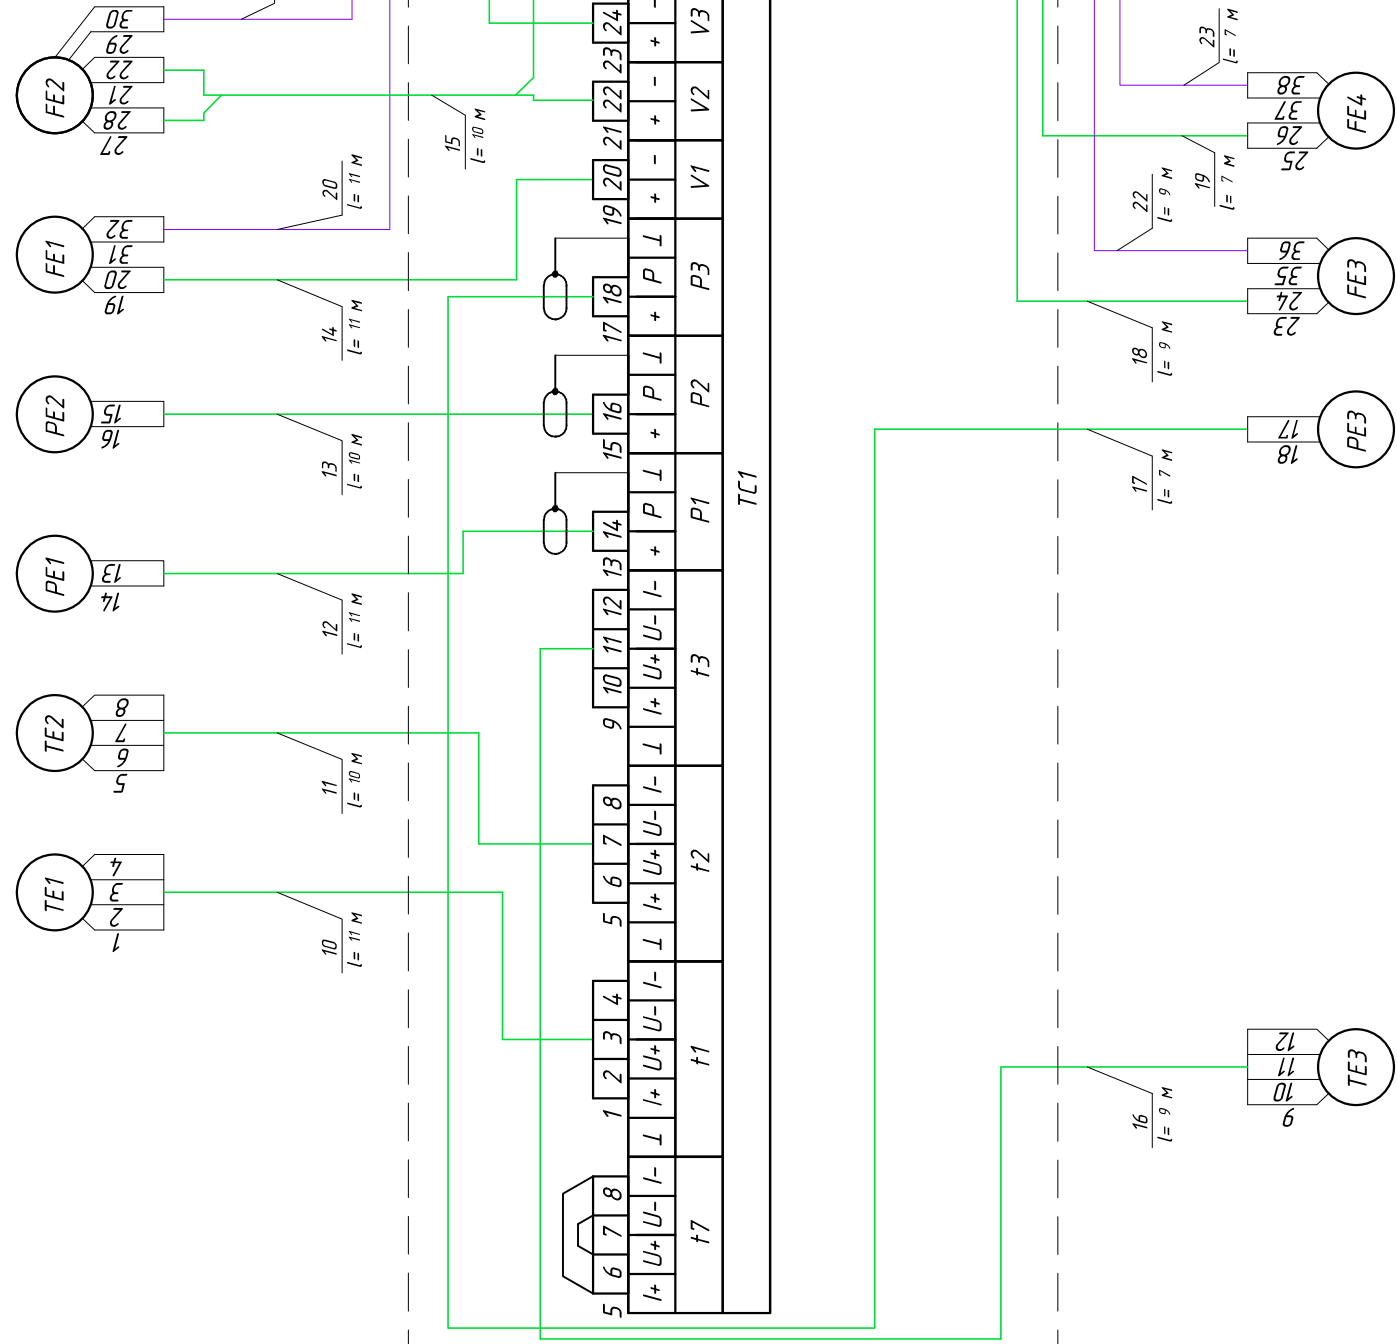 30
29
22
21
28
27
FE2
32
31
20
19
FE1
15
16
PE2
13
14
PE1
8
7
6
5
TE2
4
3
2
1
TE1
15
l= 10 м
20
l= 11 м
14
l= 11 м
13
l= 10 м
12
l= 11 м
11
l= 10 м
10
l= 11 м
24
23
22
21
20
19
18
17
16
15
14
13
12
11
10
9
8
7
6
5
4
3
2
1
8
7
6
5
-
+
-
+
-
+
⊥
P
+
⊥
P
+
⊥
P
+
I-
U-
U+
I+
⊥
I-
U-
U+
I+
⊥
I-
U-
U+
I+
⊥
I-
U-
U+
I+
V3
V2
V1
P3
P2
P1
t3
t2
t1
t7
TC1
23
l= 7 м
19
l= 7 м
22
l= 9 м
18
l= 9 м
17
l= 7 м
16
l= 9 м
38
37
26
25
FE4
36
35
24
23
FE3
17
18
PE3
12
11
10
9
TE3